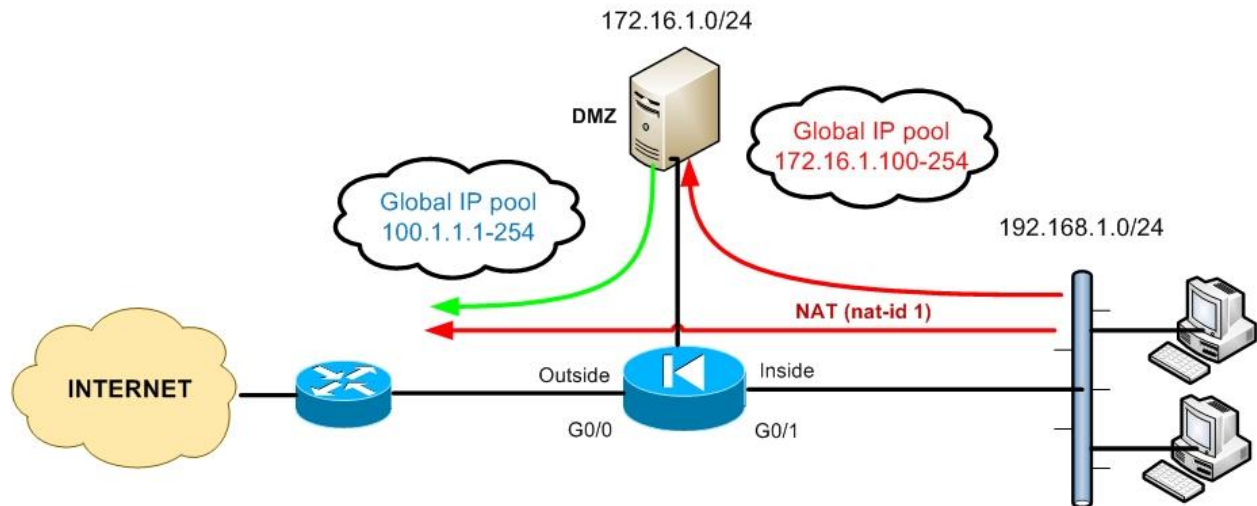 172.16.1.0/24
DMZ
Global IP pool
172.16.1.100-254
Global IP pool
100.1.1.1-254
192.168.1.0/24
NAT (nat-id 1)
INTERNET
Outside
Inside
G0/0
G0/1